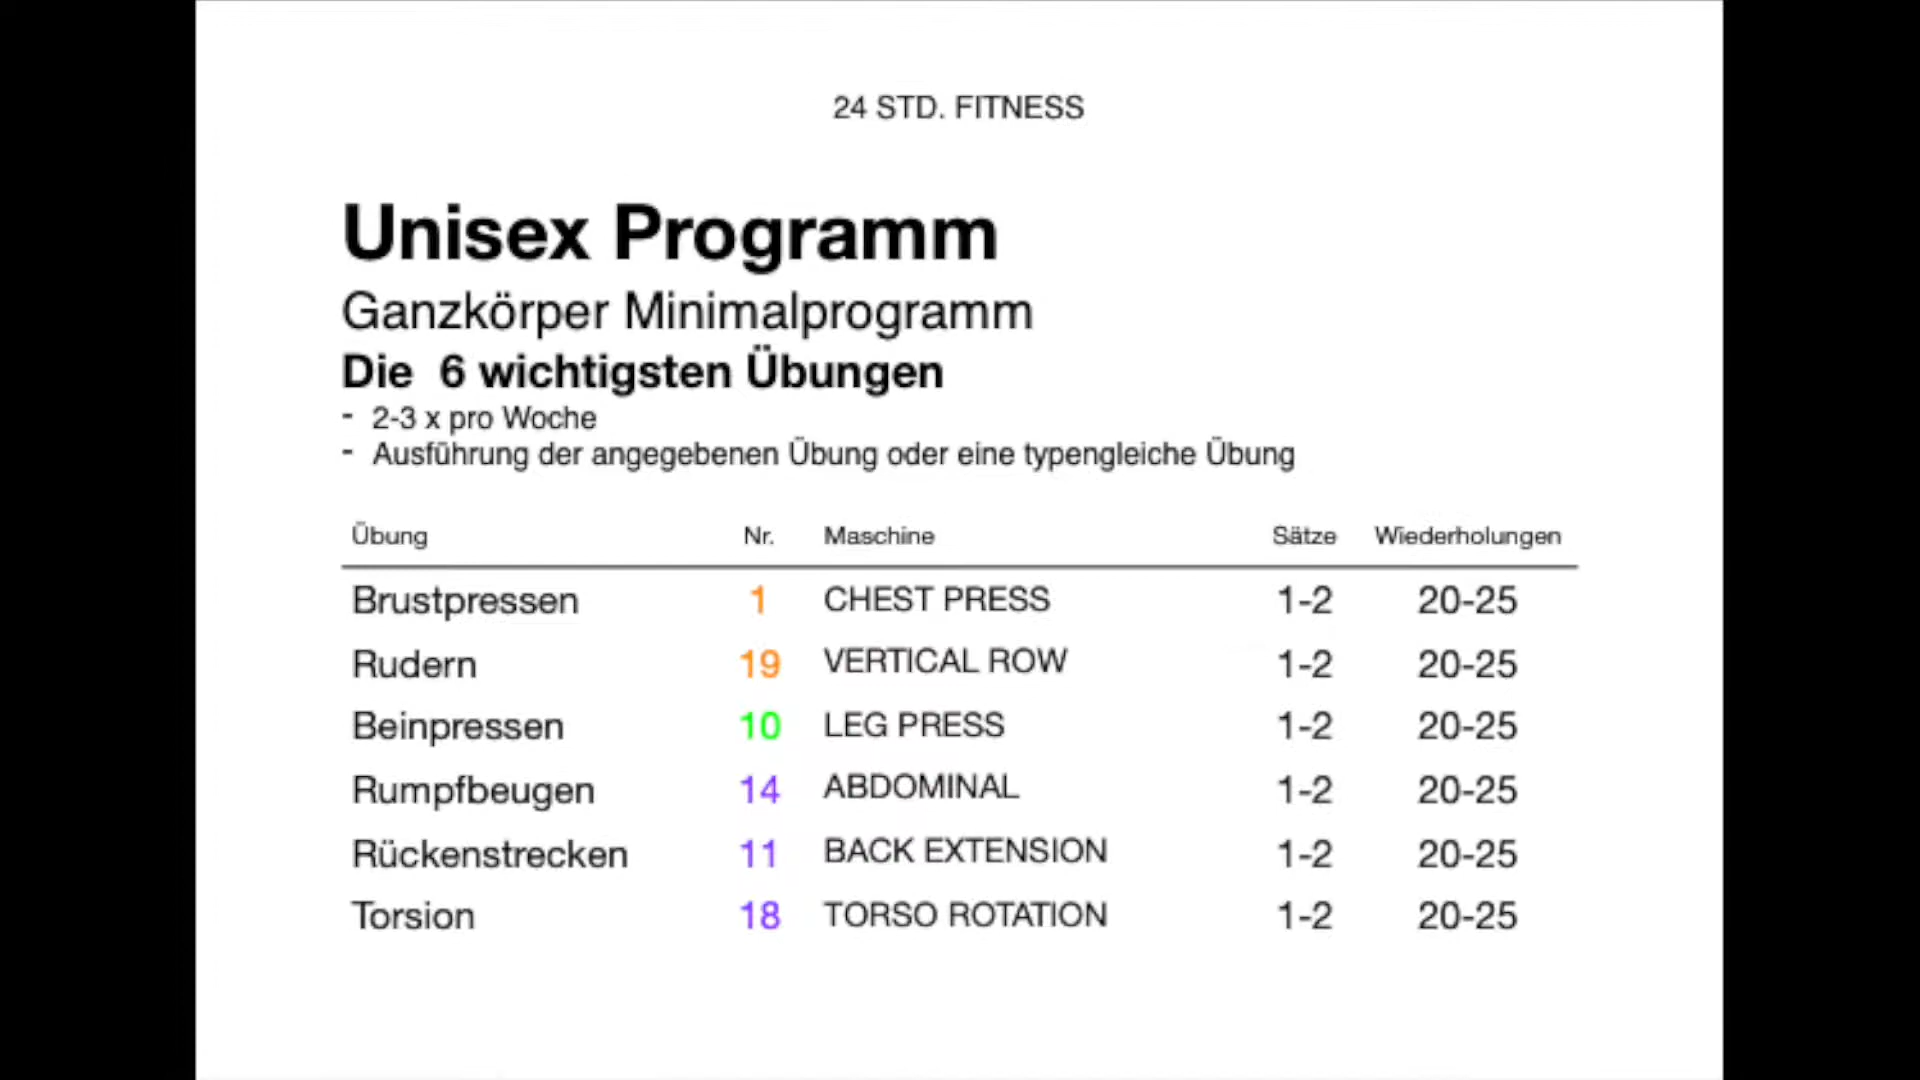 24 STD. FITNESS
Unisex Programm
Ganzkörper Minimalprogramm
Die  6 wichtigsten Übungen
- 2-3 x pro Woche
- Ausführung der angegebenen Übung oder eine typengleiche Übung
Übung Nr. Maschine Sätze Wiederholungen
Brustpressen 1 CHEST PRESS 1-2 20-25
Rudern 19 VERTICAL ROW 1-2 20-25
Beinpressen 10 LEG PRESS 1-2 20-25
Rumpfbeugen 14 ABDOMINAL 1-2 20-25
Rückenstrecken 11 BACK EXTENSION 1-2 20-25
Torsion 18 TORSO ROTATION 1-2 20-25